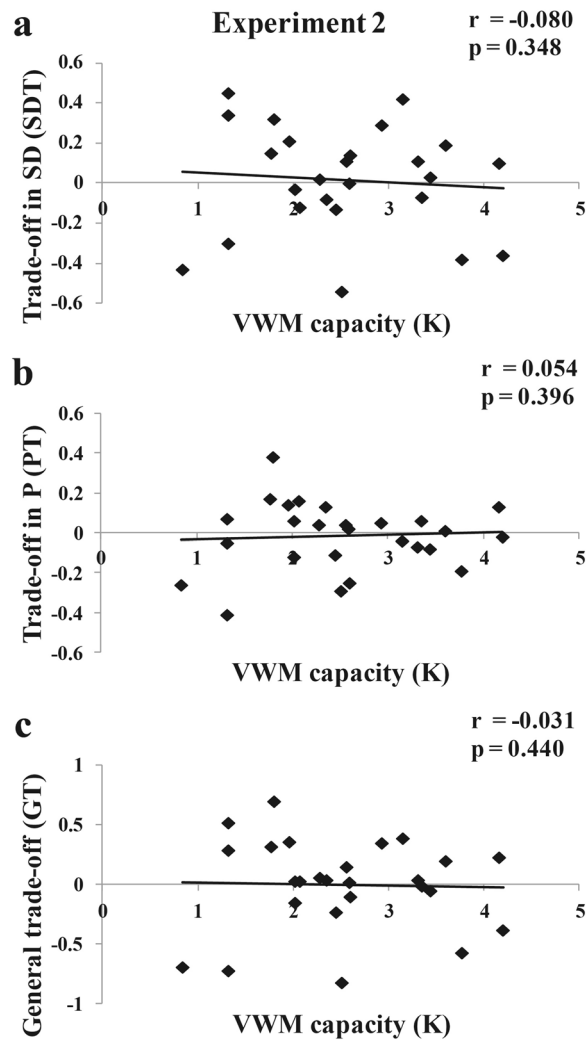 a
Experiment 2
r = -0.080
p = 0.348
Trade-off in SD (SDT)
0.6
0.4
0.2
0
-0.2
-0.4
-0.6
0 1 2 3 4 5
VWM capacity (K)
b
r = 0.054
p = 0.396
Trade-off in P (PT)
0.6
0.4
0.2
0
-0.2
-0.4
-0.6
0 1 2 3 4 5
VWM capacity (K)
c
r = -0.031
p = 0.440
General trade-off (GT)
1
0.5
0
-0.5
-1
0 1 2 3 4 5
VWM capacity (K)